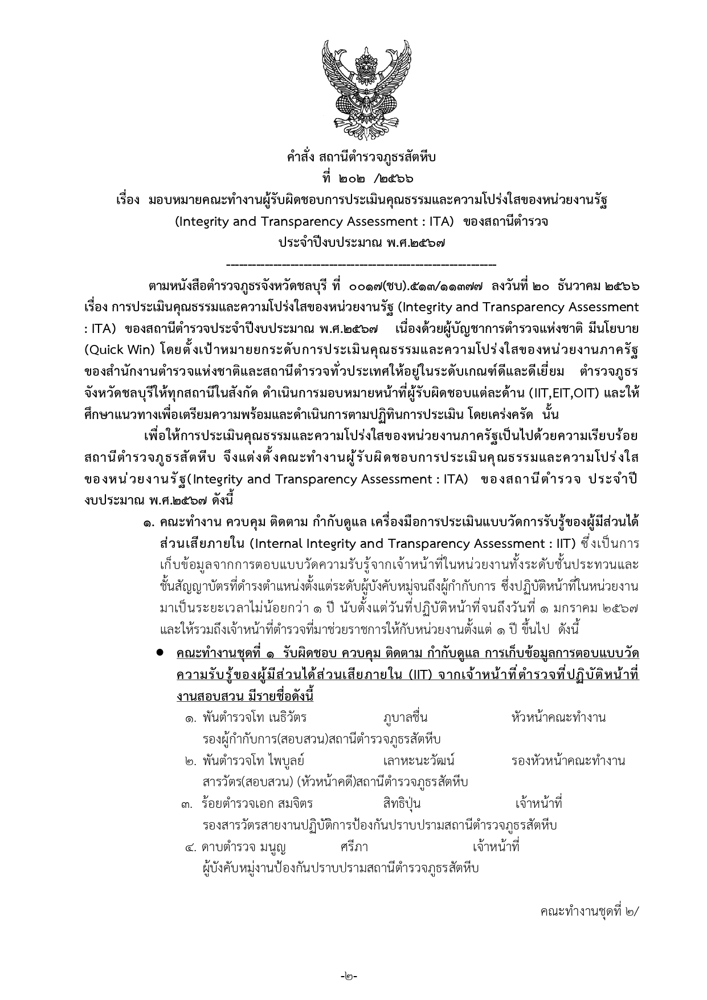 คำสั่ง สถานีตำรวจภูธรสัตหีบ
ที่ ๒๐๒ /๒๕๖๖
เรื่อง มอบหมายคณะทำงานผู้รับผิดชอบการประเมินคุณธรรมและความโปร่งใสของหน่วยงานรัฐ
(Integrity and Transparency Assessment : ITA) ของสถานีตำรวจ
ประจำปีงบประมาณ พ.ศ.๒๕๖๗
---------------------------------------------------------------
ตามหนังสือตำรวจภูธรจังหวัดชลบุรี ที่ ๐๐๑๗(ชบ).๕๑๓/๑๑๓๗๗ ลงวันที่ ๒๐ ธันวาคม ๒๕๖๖
เรื่อง การประเมินคุณธรรมและความโปร่งใสของหน่วยงานรัฐ (Integrity and Transparency Assessment
: ITA) ของสถานีตำรวจประจำปีงบประมาณ พ.ศ.๒๕๖๗ เนื่องด้วยผู้บัญชาการตำรวจแห่งชาติ มีนโยบาย
(Quick Win) โดยตั้งเป้าหมายยกระดับการประเมินคุณธรรมและความโปร่งใสของหน่วยงานภาครัฐ
ของสำนักงานตำรวจแห่งชาติและสถานีตำรวจทั่วประเทศให้อยู่ในระดับเกณฑ์ดีและดีเยี่ยม ตำรวจภูธร
จังหวัดชลบุรีให้ทุกสถานีในสังกัด ดำเนินการมอบหมายหน้าที่ผู้รับผิดชอบแต่ละด้าน (IIT,EIT,OIT) และให้
ศึกษาแนวทางเพื่อเตรียมความพร้อมและดำเนินการตามปฏิทินการประเมิน โดยเคร่งครัด นั้น
เพื่อให้การประเมินคุณธรรมและความโปร่งใสของหน่วยงานภาครัฐเป็นไปด้วยความเรียบร้อย
สถานีตำรวจภูธรสัตหีบ จึงแต่งตั้งคณะทำงานผู้รับผิดชอบการประเมินคุณธรรมและความโปร่งใส
ของหน่วยงานรัฐ(Integrity and Transparency Assessment : ITA) ของสถานีตำรวจ ประจำปี
งบประมาณ พ.ศ.๒๕๖๗ ดังนี้
๑. คณะทำงาน ควบคุม ติดตาม กำกับดูแล เครื่องมือการประเมินแบบวัดการรับรู้ของผู้มีส่วนได้
ส่วนเสียภายใน (Internal Integrity and Transparency Assessment : IIT) ซึ่งเป็นการ
เก็บข้อมูลจากการตอบแบบวัดความรับรู้จากเจ้าหน้าที่ในหน่วยงานทั้งระดับชั้นประทวนและ
ชั้นสัญญาบัตรที่ดำรงตำแหน่งตั้งแต่ระดับผู้บังคับหมู่จนถึงผู้กำกับการ ซึ่งปฏิบัติหน้าที่ในหน่วยงาน
มาเป็นระยะเวลาไม่น้อยกว่า ๑ ปี นับตั้งแต่วันที่ปฏิบัติหน้าที่จนถึงวันที่ ๑ มกราคม ๒๕๖๗
และให้รวมถึงเจ้าหน้าที่ตำรวจที่มาช่วยราชการให้กับหน่วยงานตั้งแต่ ๑ ปี ขึ้นไป ดังนี้
● คณะทำงานชุดที่ ๑ รับผิดชอบ ควบคุม ติดตาม กำกับดูแล การเก็บข้อมูลการตอบแบบวัด
ความรับรู้ของผู้มีส่วนได้ส่วนเสียภายใน (IIT) จากเจ้าหน้าที่ตำรวจที่ปฏิบัติหน้าที่
งานสอบสวน มีรายชื่อดังนี้
๑. พันตำรวจโท เนธิวัตร ภูบาลชื่น หัวหน้าคณะทำงาน
รองผู้กำกับการ(สอบสวน)สถานีตำรวจภูธรสัตหีบ
๒. พันตำรวจโท ไพบูลย์ เลาหะนะวัฒน์ รองหัวหน้าคณะทำงาน
สารวัตร(สอบสวน) (หัวหน้าคดี)สถานีตำรวจภูธรสัตหีบ
๓. ร้อยตำรวจเอก สมจิตร สิทธิปุ่น เจ้าหน้าที่
รองสารวัตรสายงานปฏิบัติการป้องกันปราบปรามสถานีตำรวจภูธรสัตหีบ
๔. ดาบตำรวจ มนูญ ศรีภา เจ้าหน้าที่
ผู้บังคับหมู่งานป้องกันปราบปรามสถานีตำรวจภูธรสัตหีบ
คณะทำงานชุดที่ ๒/
-๒-